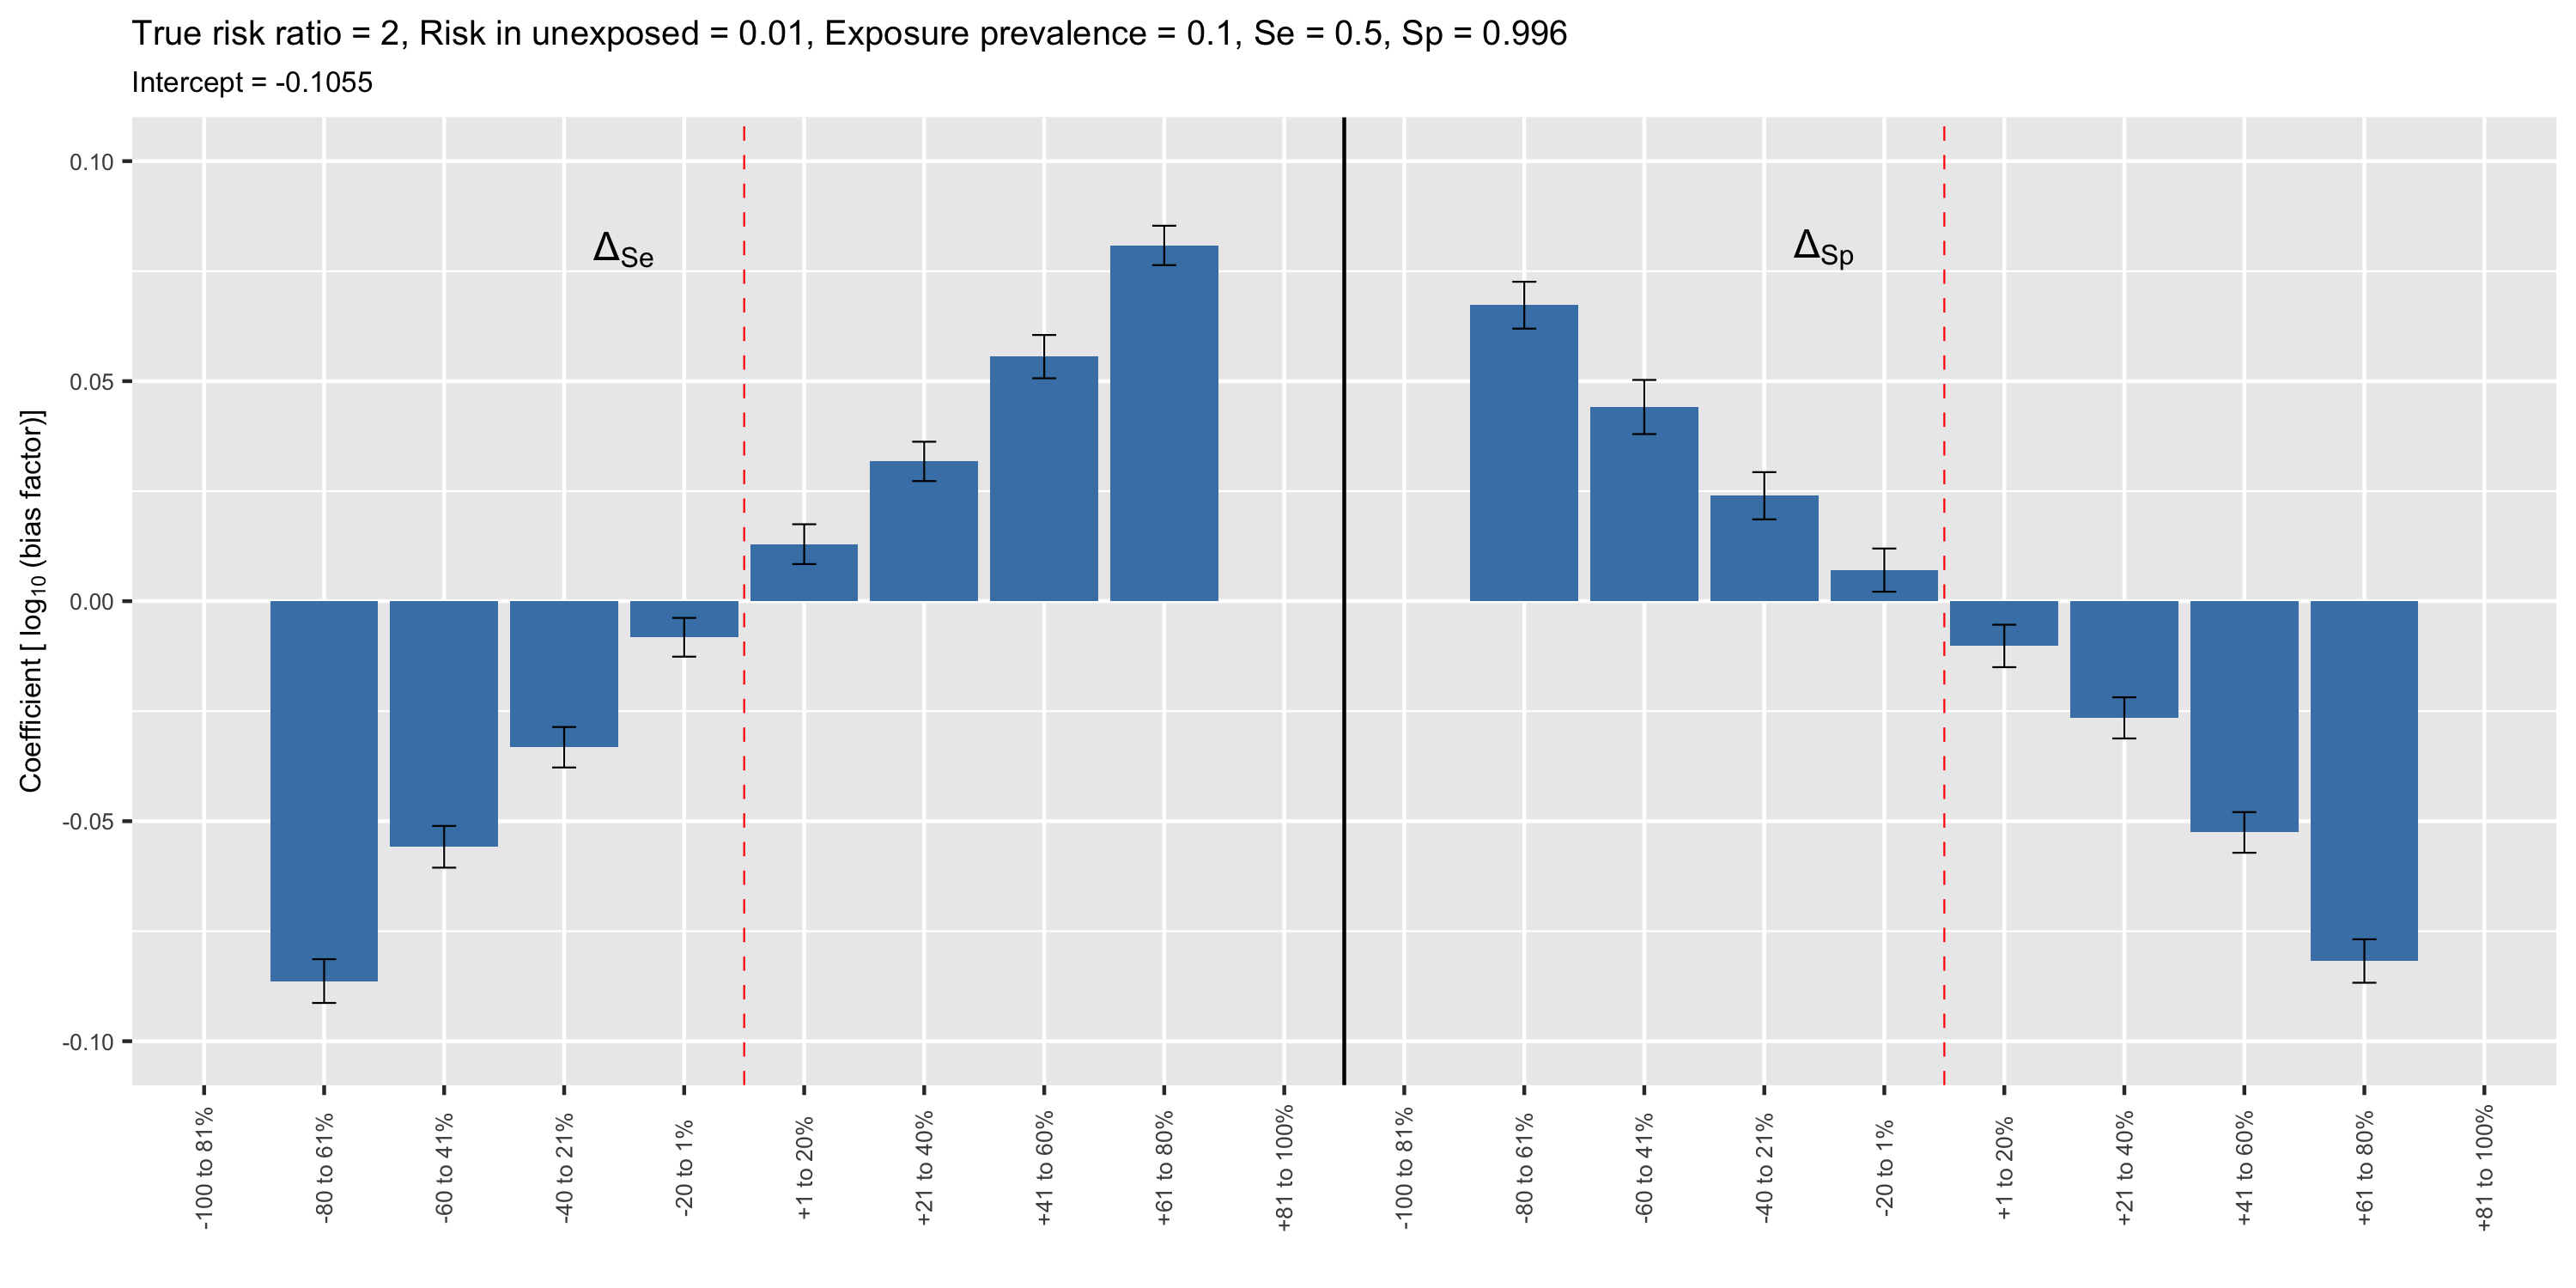 True risk ratio = 2, Risk in unexposed = 0.01, Exposure prevalence = 0.1, Se = 0.5, Sp = 0.996
Intercept = -0.1055
Coefficient [ log10 (bias factor)]
0.10
0.05
0.00
-0.05
-0.10
ΔSe
ΔSp
-100 to 81%
-80 to 61%
-60 to 41%
-40 to 21%
-20 to 1%
+1 to 20%
+21 to 40%
+41 to 60%
+61 to 80%
+81 to 100%
-100 to 81%
-80 to 61%
-60 to 41%
-40 to 21%
-20 to 1%
+1 to 20%
+21 to 40%
+41 to 60%
+61 to 80%
+81 to 100%